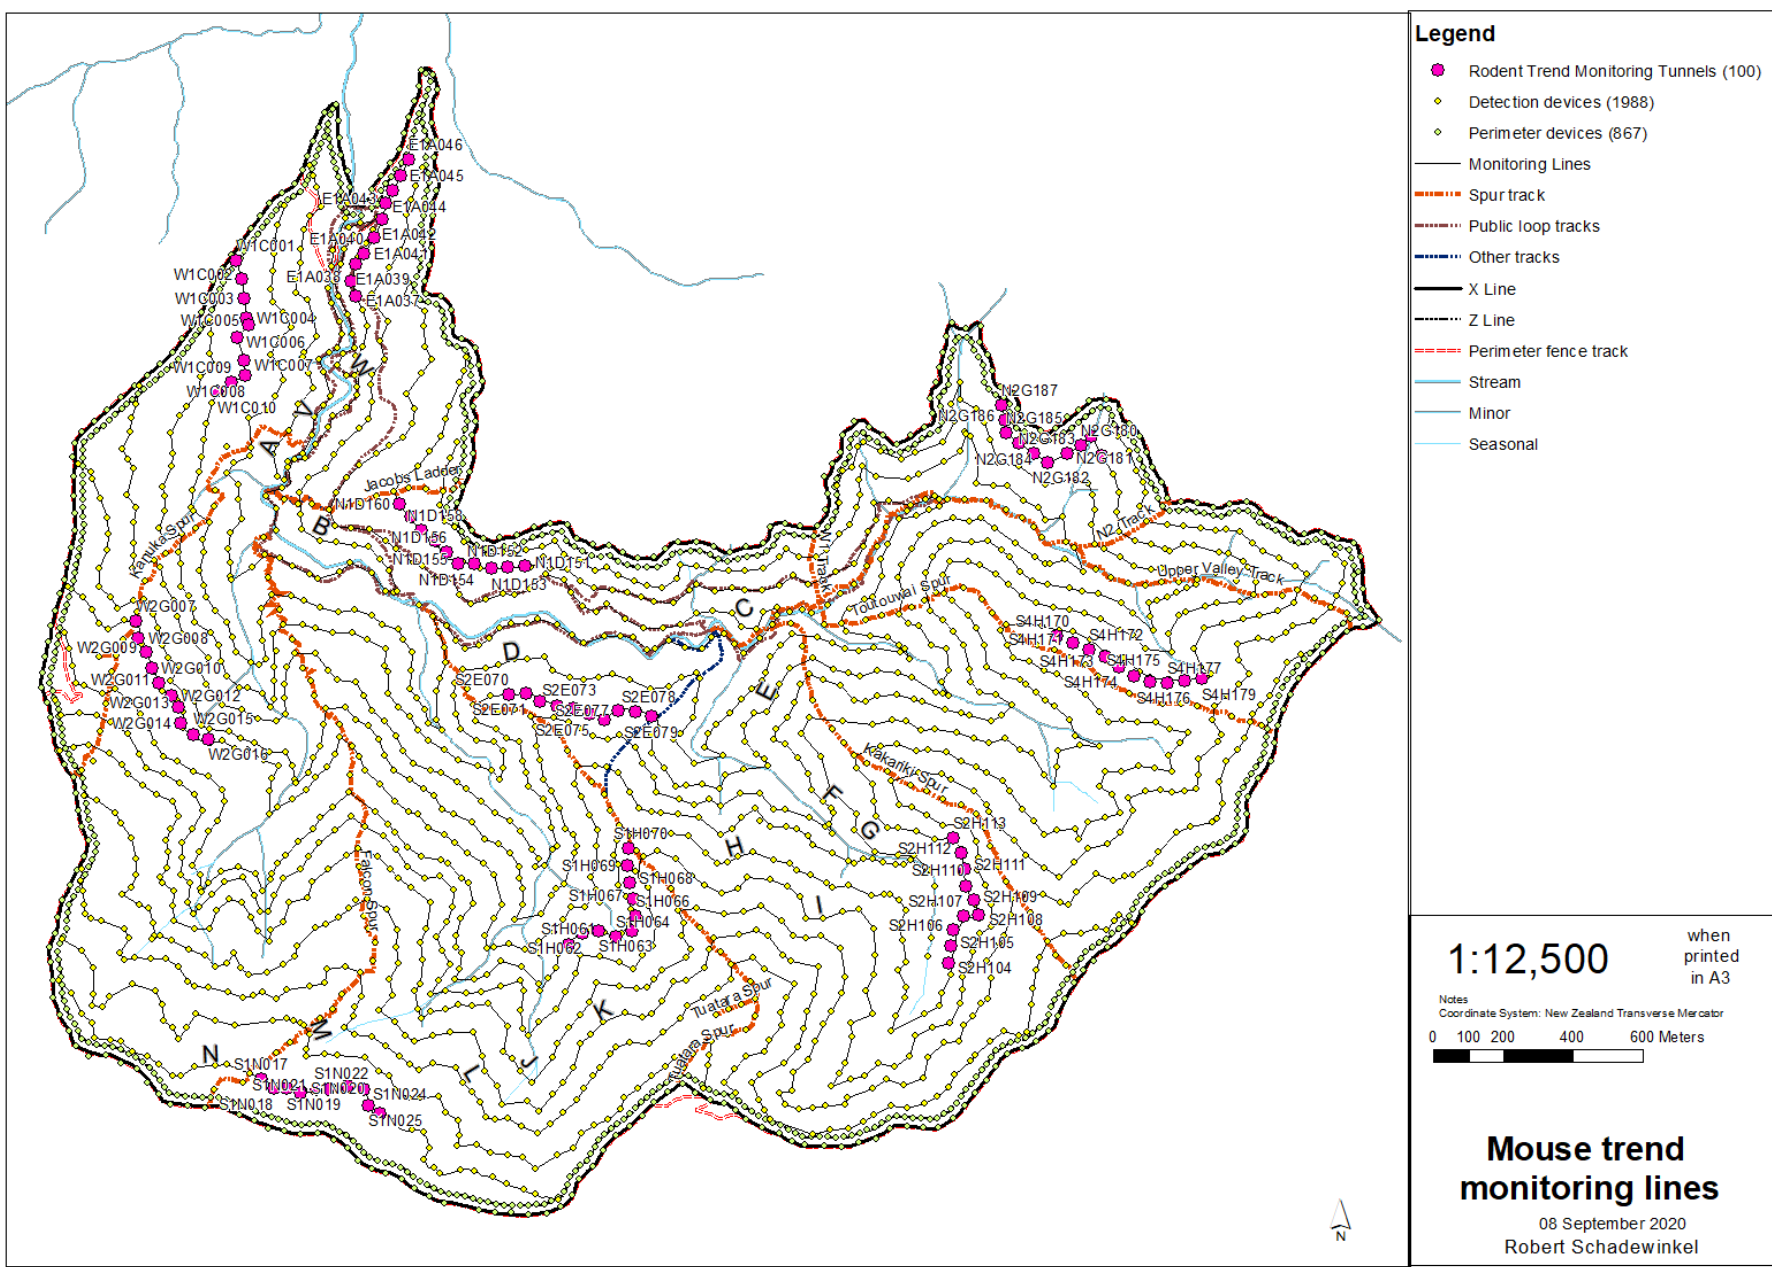 Legend
Rodent Trend Monitoring Tunnels (100)
Detection devices (1988)
Perimeter devices (867)
Monitoring Lines
Spur track
Public loop tracks
Other tracks
X Line
Z Line
Perimeter fence track
Stream
Minor
Seasonal
1:12,500
when
printed
in A3
Notes
Coordinate System: New Zealand Transverse Mercator
0 100 200 400 600 Meters
Mouse trend
monitoring lines
08 September 2020
Robert Schadewinkel
N
E1A046
E1A045
E1A043
E1A044
E1A042
E1A040
E1A041
E1A038
E1A039
E1A037
W1C001
W1C002
W1C003
W1C004
W1C005
W1C006
W1C007
W1C009
W1C008
W1C010
W
V
A
B
Jacobs Ladder
Kanuka Spur
N1D160
N1D158
N1D156
N1D155
N1D152
N1D151
N1D154
N1D153
N2G187
N2G186
N2G185
N2G180
N2G183
N2G184
N2G181
N2G182
N2 Track
N1 Track
Upper Valley Track
Toutouwai Spur
C
D
E
W2G007
W2G008
W2G009
W2G010
W2G011
W2G012
W2G013
W2G014
W2G015
W2G016
S2E070
S2E073
S2E071
S2E077
S2E078
S2E075
S2E079
S4H170
S4H171
S4H172
S4H173
S4H175
S4H177
S4H174
S4H176
S4H179
Kakariki Spur
F
G
H
I
S2H113
S2H112
S2H111
S2H110
S2H109
S2H107
S2H108
S2H106
S2H105
S2H104
S1H070
S1H069
S1H068
S1H067
S1H066
S1H064
S1H061
S1H062
S1H063
Falcon Spur
Tuatara Spur
Tuatara Spur
K
J
L
M
N
S1N017
S1N022
S1N021
S1N020
S1N018
S1N019
S1N024
S1N025